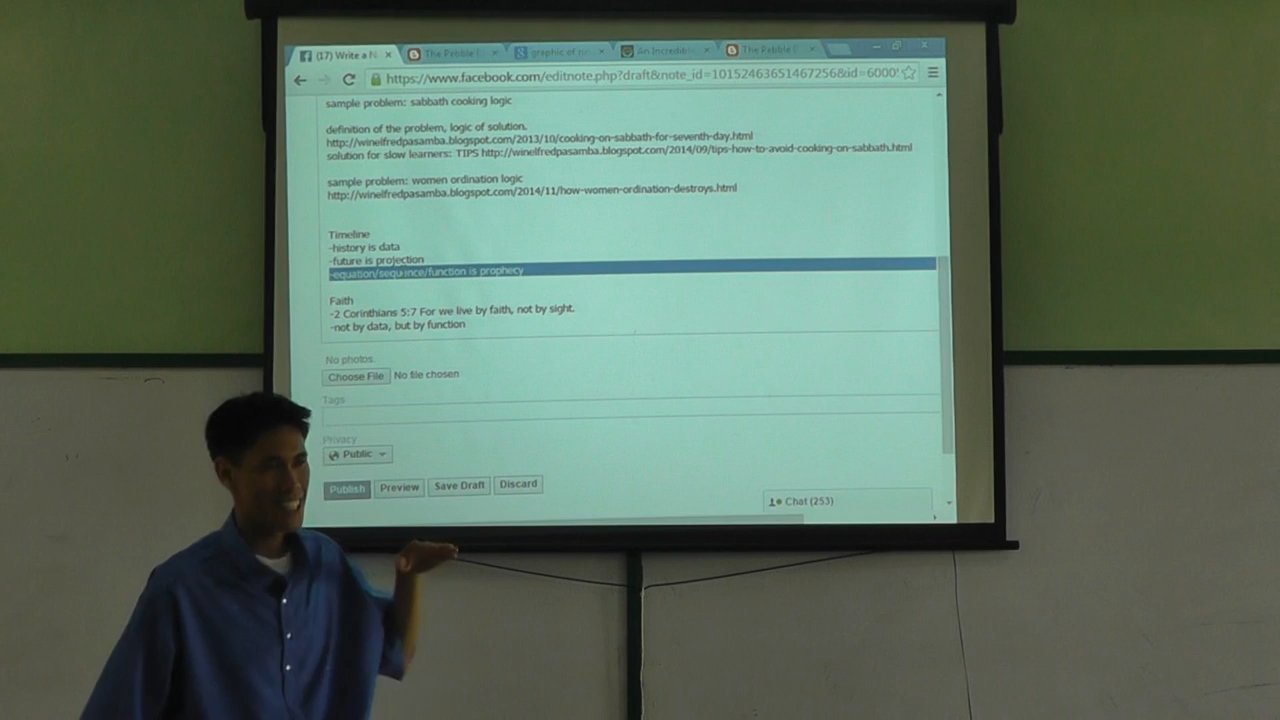 (17) Write a N
The Pebble
graphic of ne
An Incredible
The Pebble
https://www.facebook.com/editnote.php?draft&note_id=10152463651467256&id=6000
sample problem: sabbath cooking logic
definition of the problem, logic of solution.
http://winelfredpasamba.blogspot.com/2013/10/cooking-on-sabbath-for-seventh-day.html
solution for slow learners: TIPS http://winelfredpasamba.blogspot.com/2014/09/tips-how-to-avoid-cooking-on-sabbath.html
sample problem: women ordination logic
http://winelfredpasamba.blogspot.com/2014/11/how-women-ordination-destroys.html
Timeline
-history is data
-future is projection
-equation/sequence/function is prophecy
Faith
-2 Corinthians 5:7 For we live by faith, not by sight.
-not by data, but by function
No photos.
Choose File No file chosen
Tags
Privacy
Public
Publish Preview Save Draft Discard
Chat (253)